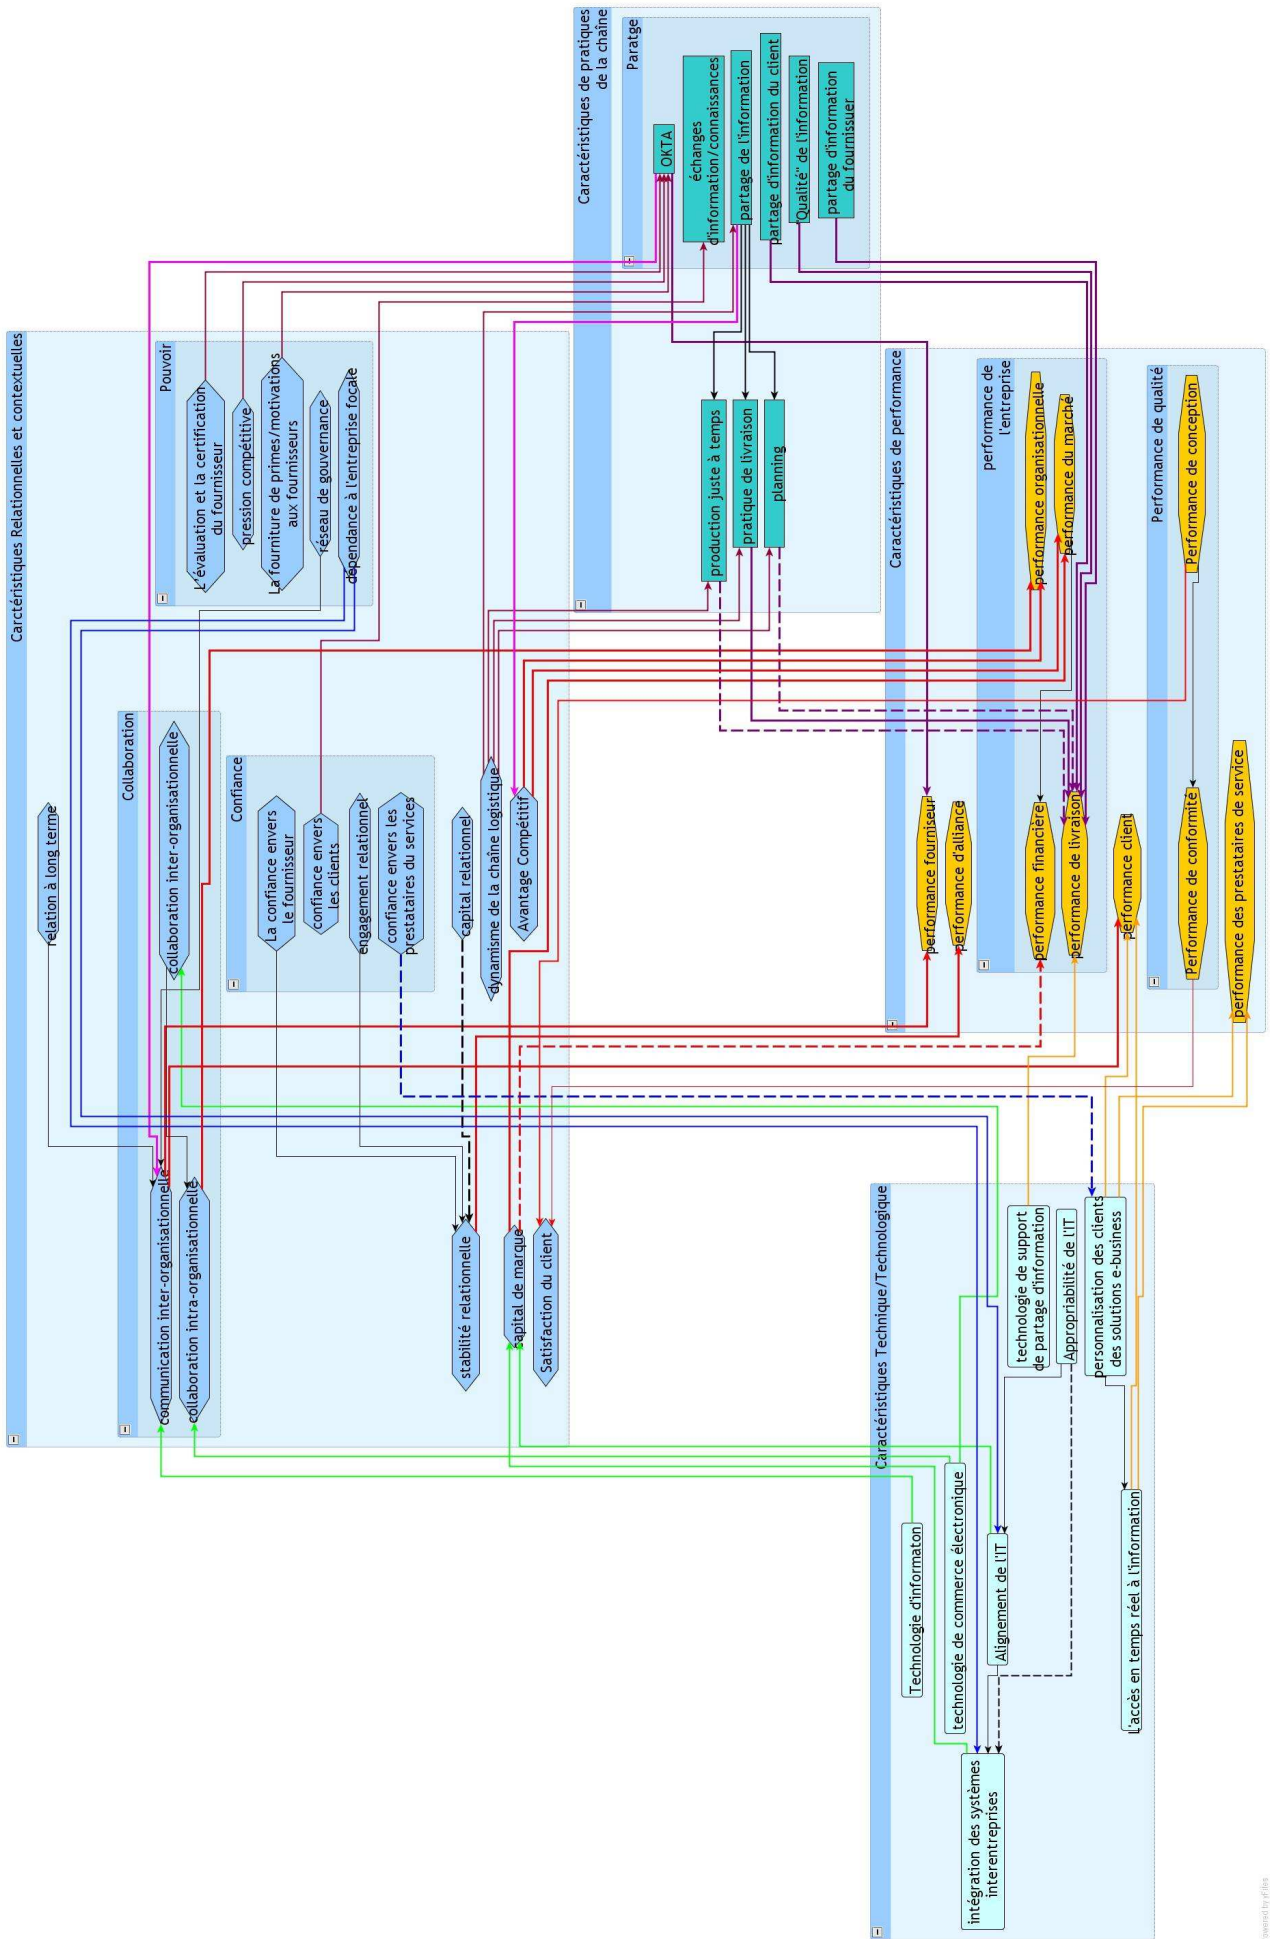 Carctéristiques Relationnelles et contextuelles
relation à long terme
Collaboration
collaboration inter-organisationnelle
communication inter-organisationnelle
collaboration intra-organisationnelle
Pouvoir
L'évaluation et la certification
du fournisseur
pression compétitive
La fourniture de primes/motivations
aux fournisseurs
réseau de gouvernance
dépendance à l'entreprise focale
Confiance
La confiance envers
le fournisseur
confiance envers
les clients
engagement relationnel
confiance envers les
prestataires du services
capital relationnel
dynamisme de la chaîne logistique
Avantage Compétitif
stabilité relationnelle
capital de marque
Satisfaction du client
Caractéristiques de pratiques
de la chaîne
Paratge
OKTA
échanges
d'information/connaissances
partage de l'information
partage d'information du client
"Qualité" de l'information
partage d'information
du fournissuer
production juste à temps
pratique de livraison
planning
Caractéristiques de performance
performance fourniseur
performance d'alliance
performance de
l'entreprise
performance organisationnelle
performance du marché
performance financière
performance de livraison
performance client
Performance de qualité
Performance de conception
Performance de conformité
performance des prestataires de service
Caractéristiques Technique/Technologique
Technologie d'informaton
technologie de commerce électronique
intégration des systèmes
interentreprises
Alignement de l'IT
technologie de support
de partage d'information
Appropriabilité de l'IT
personnalisation des clients
des solutions e-business
L'accès en temps réel à l'information
powered by yFiles